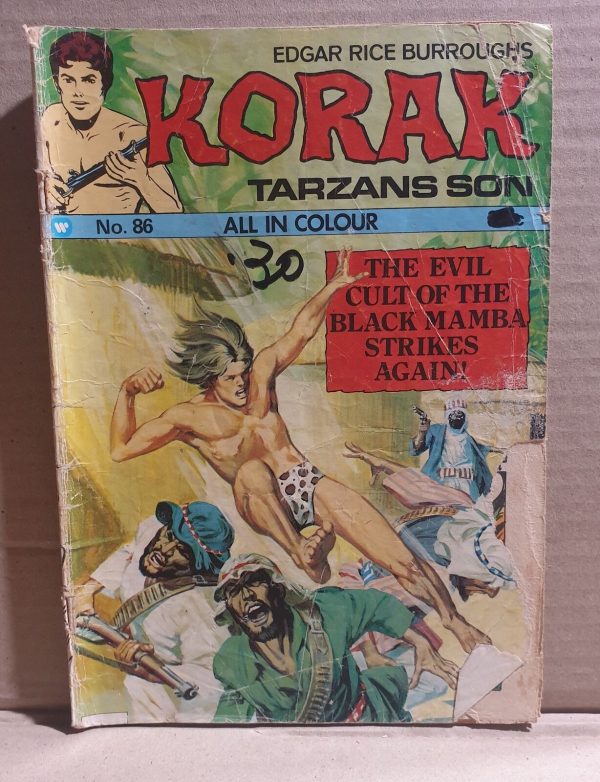 EDGAR RICE BURROUGHS
KORAK
TARZANS SON
W No. 86 ALL IN COLOUR
30
THE EVIL
CULT OF THE
BLACK MAMBA
STRIKES
AGAIN!